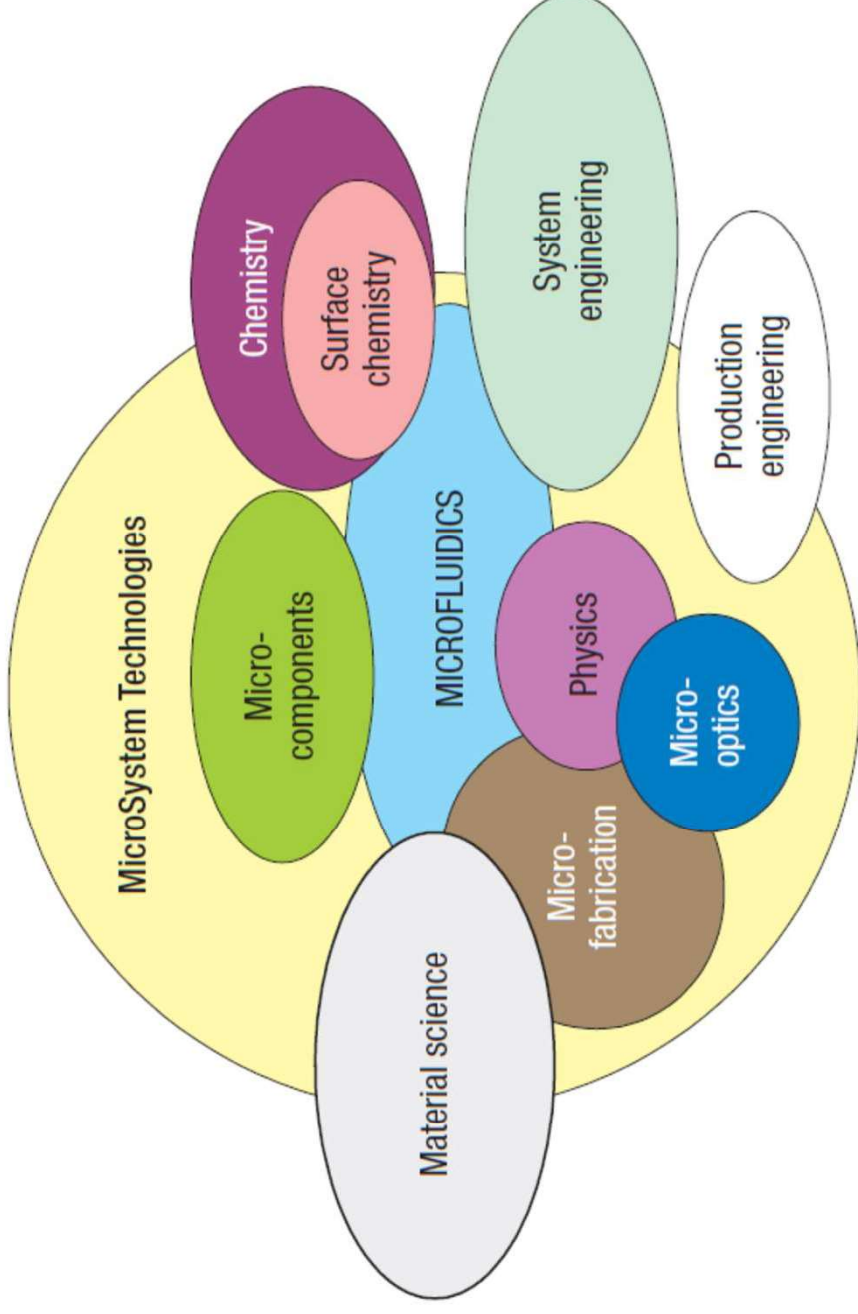 MicroSystem Technologies
Chemistry
Surface
chemistry
Micro-
components
MICROFLUIDICS
System
engineering
Material science
Physics
Micro-
fabrication
Micro-
optics
Production
engineering